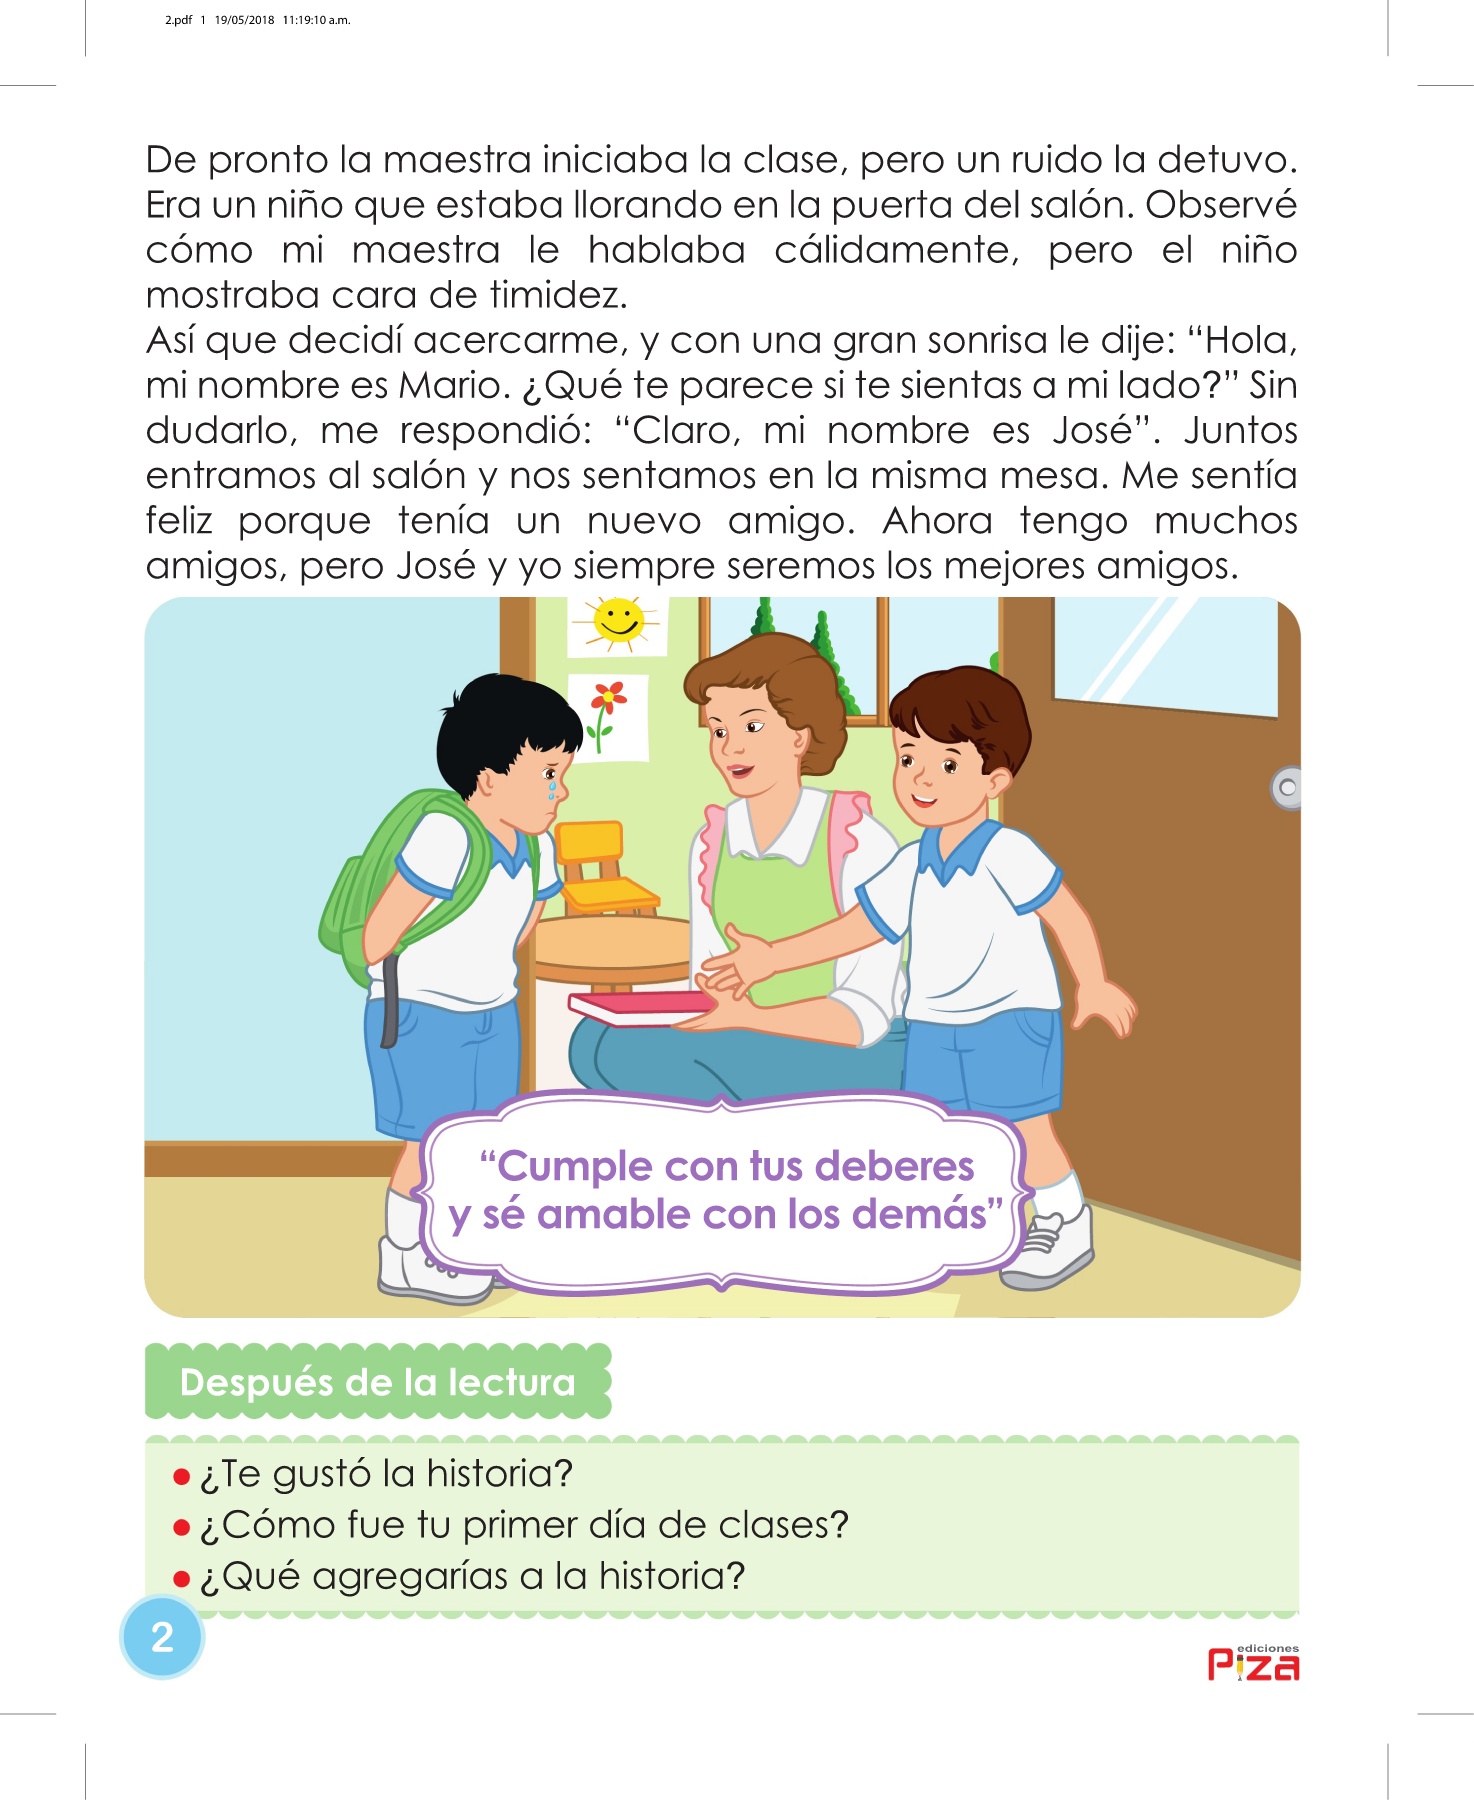 2.pdf 1 19/05/2018 11:19:10 a.m.
De pronto la maestra iniciaba la clase, pero un ruido la detuvo.
Era un niño que estaba llorando en la puerta del salón. Observé
cómo mi maestra le hablaba cálidamente, pero el niño
mostraba cara de timidez.
Así que decidí acercarme, y con una gran sonrisa le dije: “Hola,
mi nombre es Mario. ¿Qué te parece si te sientas a mi lado?” Sin
dudarlo, me respondió: “Claro, mi nombre es José”. Juntos
entramos al salón y nos sentamos en la misma mesa. Me sentía
feliz porque tenía un nuevo amigo. Ahora tengo muchos
amigos, pero José y yo siempre seremos los mejores amigos.
“Cumple con tus deberes
y sé amable con los demás”
Después de la lectura
• ¿Te gustó la historia?
• ¿Cómo fue tu primer día de clases?
• ¿Qué agregarías a la historia?
2
ediciones
Piza